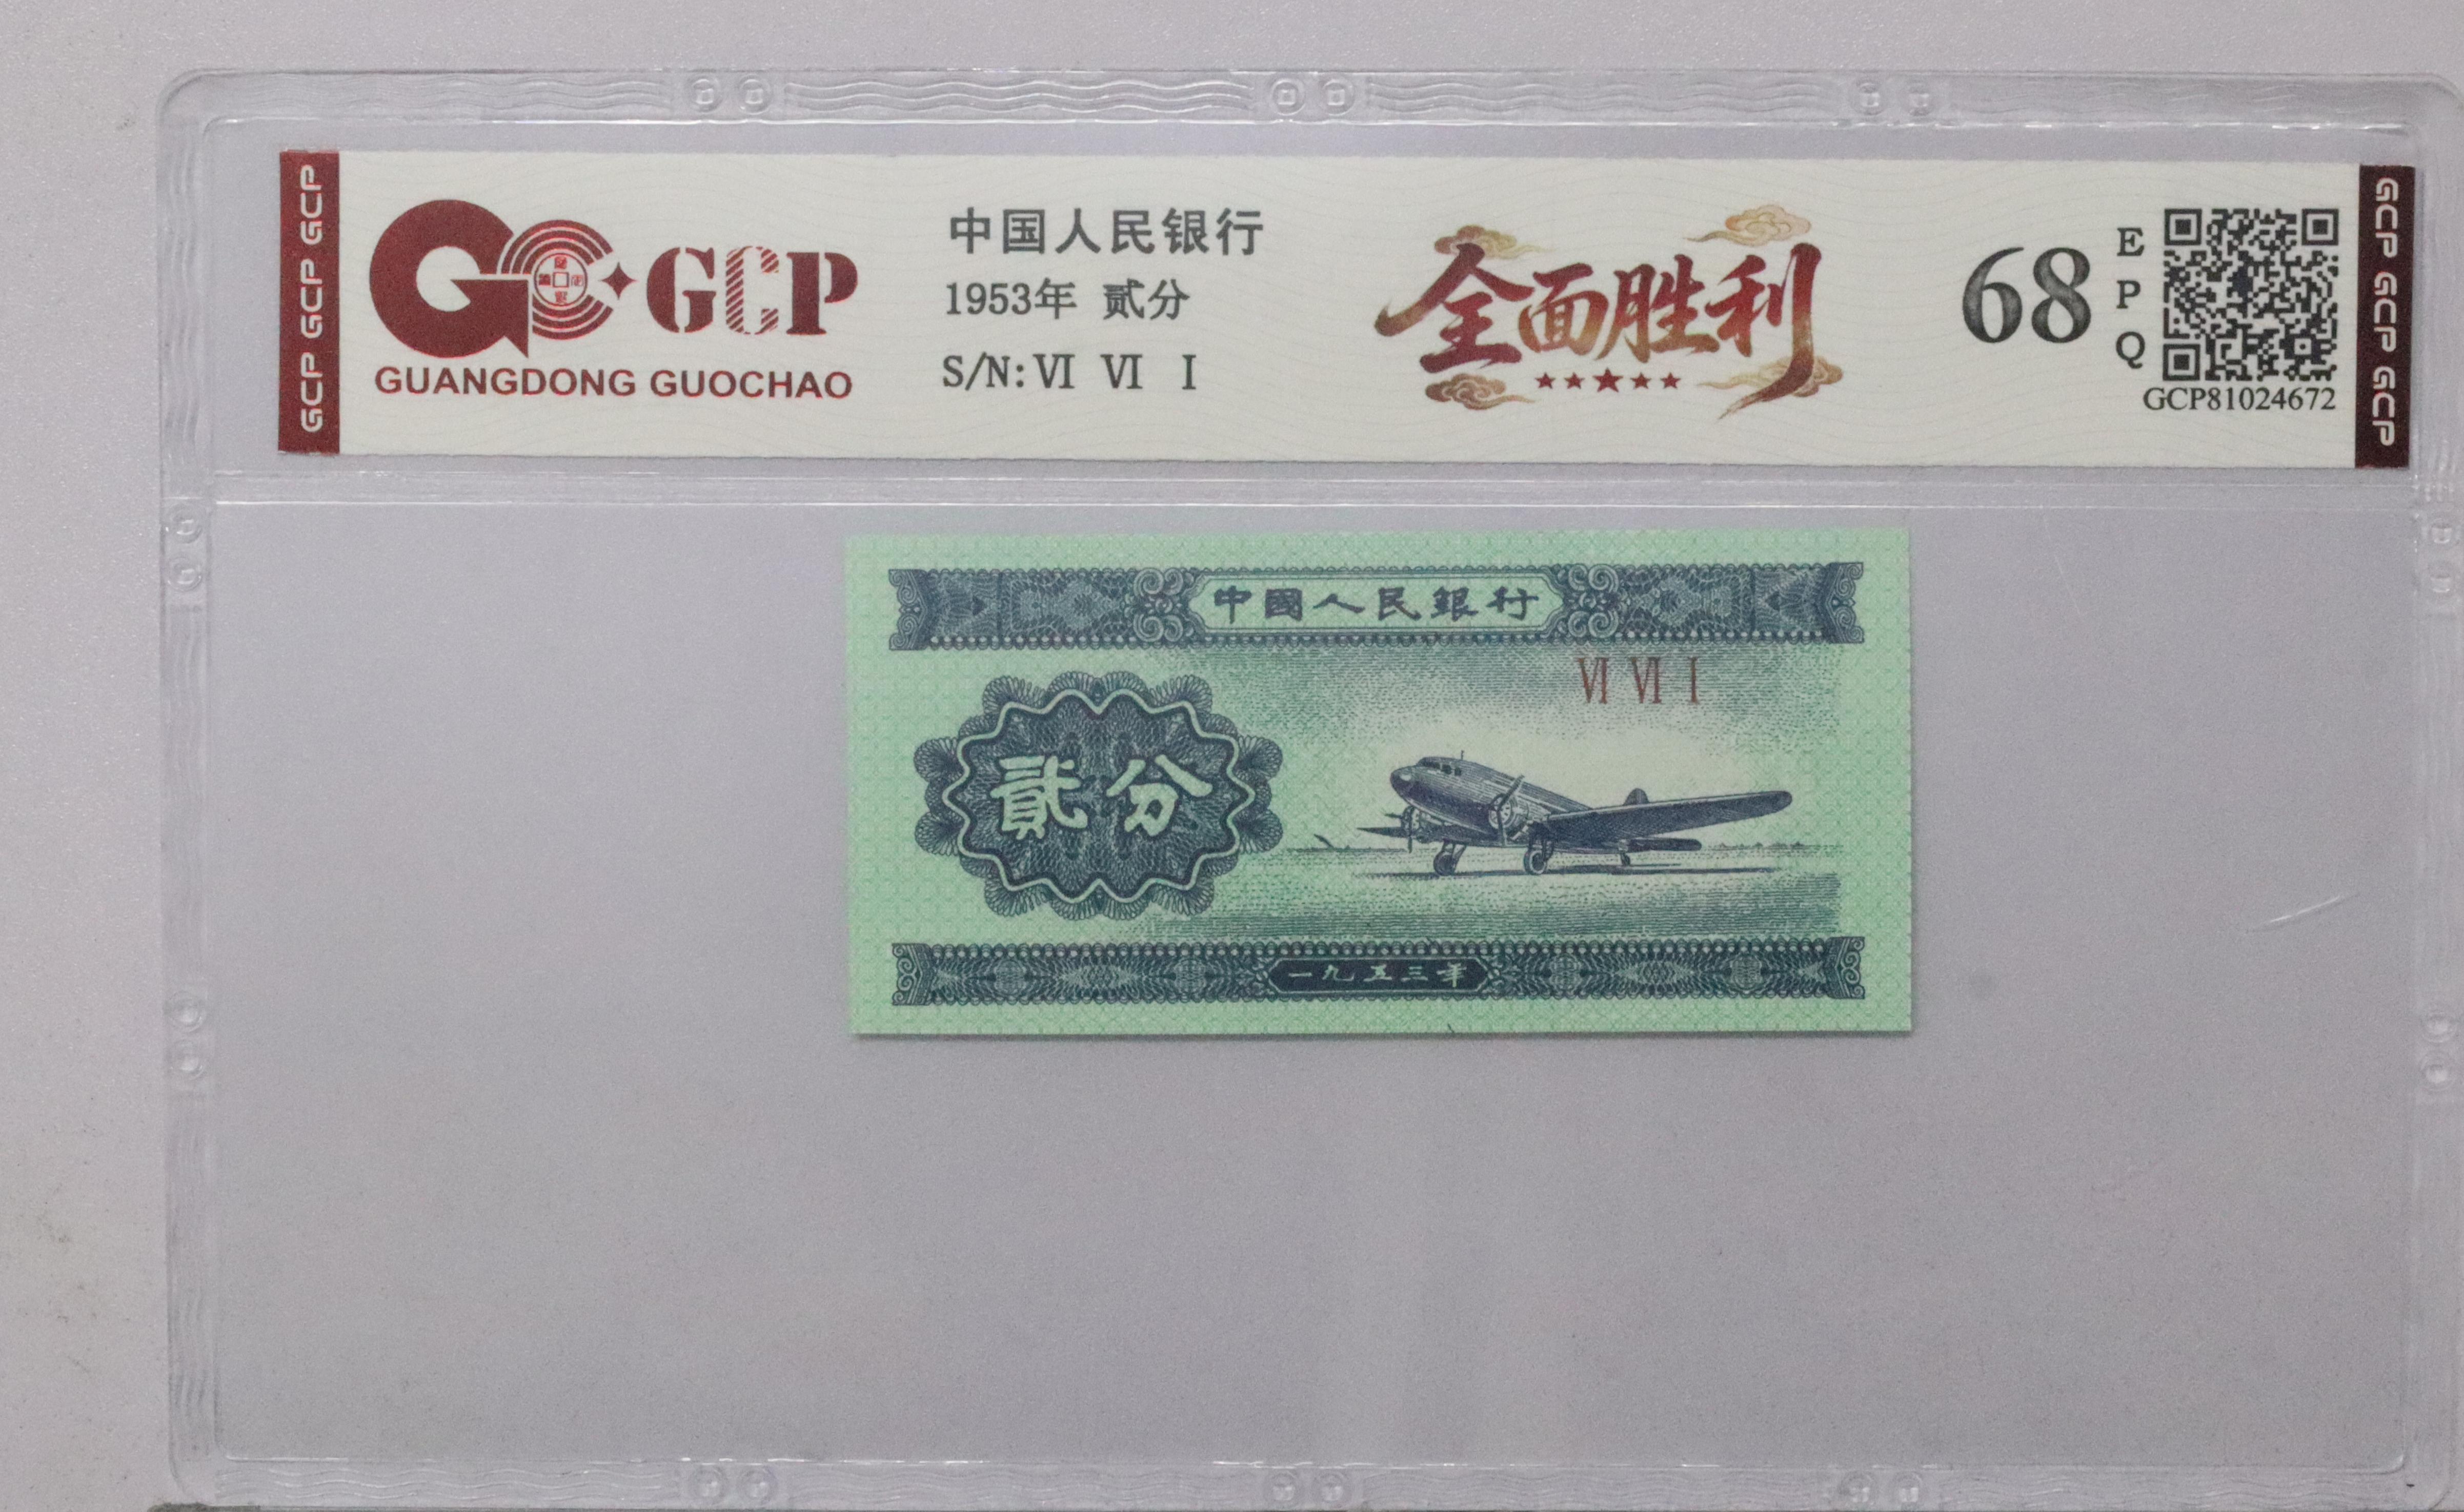 GCP GCP GCP
GCP
GUANGDONG GUOCHAO
中国人民银行
1953年 贰分
S/N: VI VI I
全面胜利
68
E
P
Q
GCP81024672
GCP GCP GCP
中國人民銀行
VI VI I
貳分
一九五三年